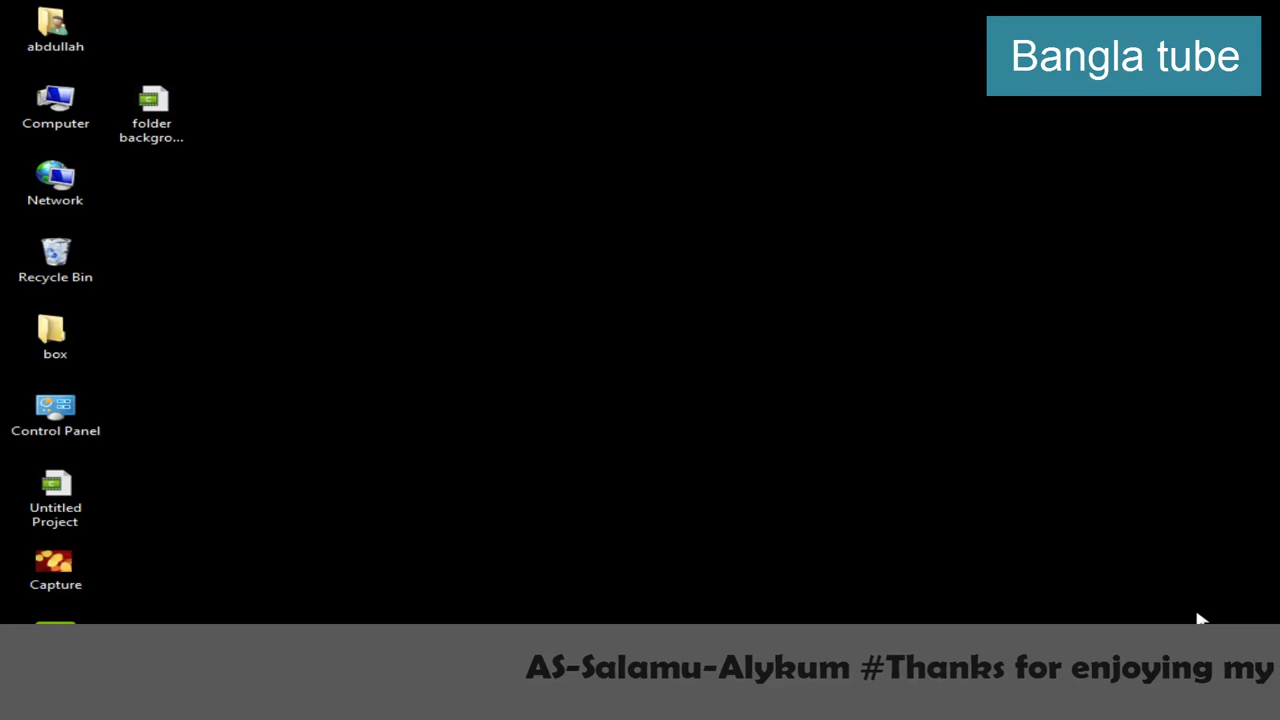 abdullah
Bangla tube
Computer
folder
backgro...
Network
Recycle Bin
box
Control Panel
Untitled
Project
Capture
AS-Salamu-Alykum #Thanks for enjoying my